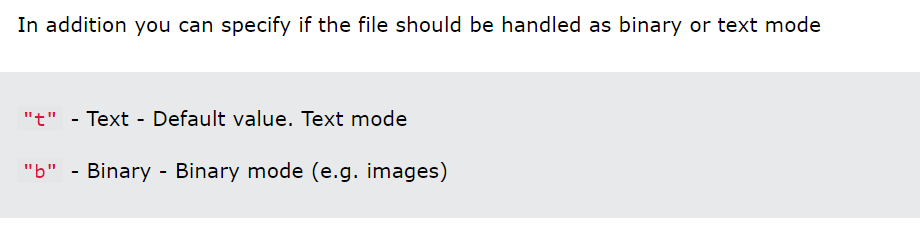 In addition you can specify if the file should be handled as binary or text mode
"t" - Text - Default value. Text mode
"b" - Binary - Binary mode (e.g. images)